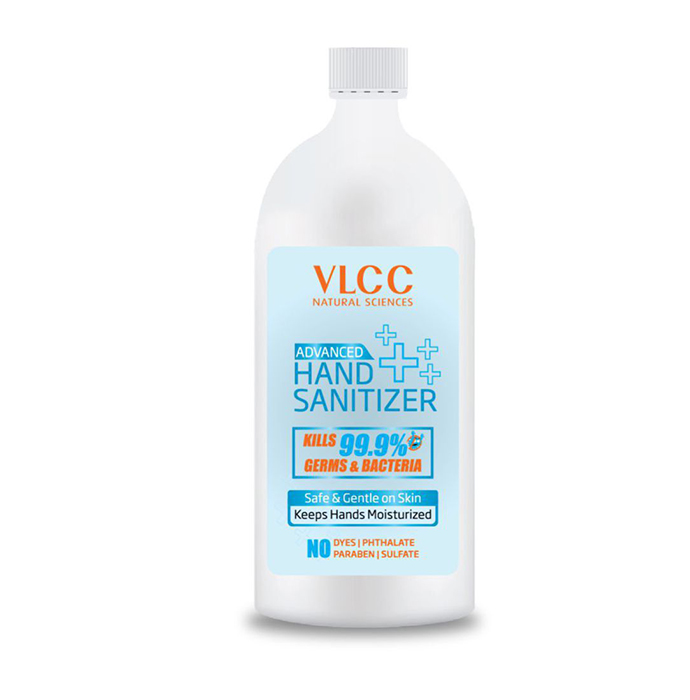 VLCC
NATURAL SCIENCES
ADVANCED
HAND
SANITIZER
KILLS 99.9%
GERMS & BACTERIA
Safe & Gentle on Skin
Keeps Hands Moisturized
NO DYES | PHTHALATE
PARABEN | SULFATE